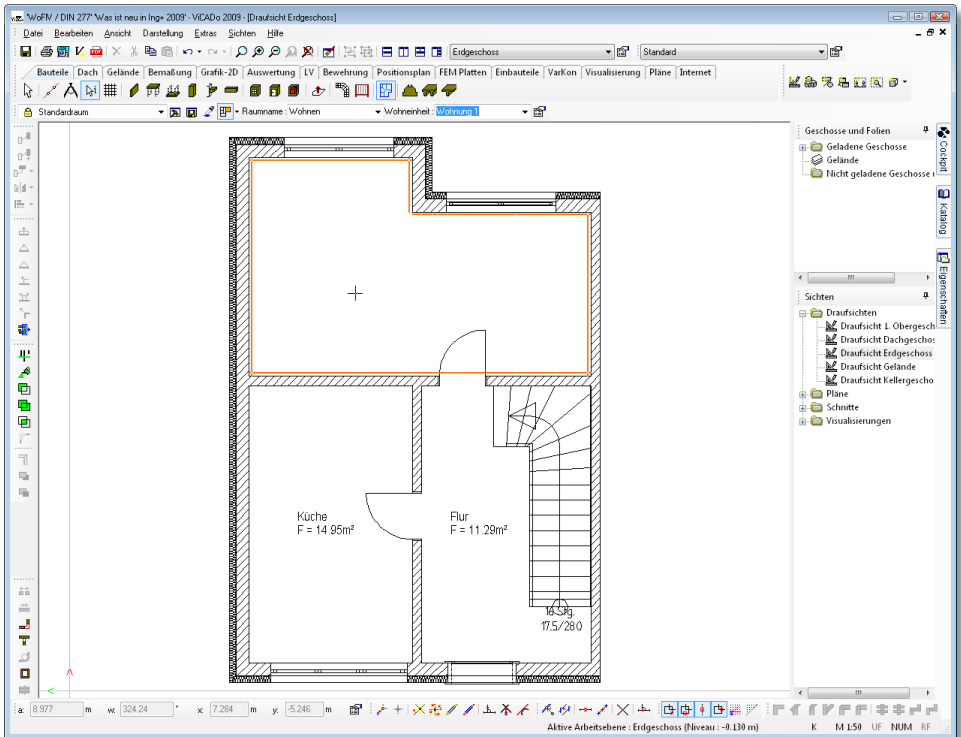 'WoFlV / DIN 277' 'Was ist neu in Ing+ 2009' - ViCADo 2009 - [Draufsicht Erdgeschoss]
Datei Bearbeiten Ansicht Darstellung Extras Sichten Hilfe
Erdgeschoss Standard
Bauteile Dach Gelände Bemaßung Grafik-2D Auswertung LV Bewehrung Positionsplan FEM Platten Einbauteile VarKon Visualisierung Pläne Internet
Standardraum Raumname: Wohnen Wohneinheit: Wohnung 1
Geschosse und Folien
Geladene Geschosse
Gelände
Nicht geladene Geschosse
Cockpit
Katalog
Eigenschaften
Sichten
Draufsichten
Draufsicht 1. Obergesch
Draufsicht Dachgeschos
Draufsicht Erdgeschoss
Draufsicht Gelände
Draufsicht Kellergescho
Pläne
Schnitte
Visualisierungen
Küche
F = 14.95m²
Flur
F = 11.29m²
16 Stg.
17.5/28.0
a: 8.977 m w: 324.24 ° x: 7.284 m y: -5.246 m
Aktive Arbeitsebene : Erdgeschoss (Niveau : -0.130 m) K M 1:50 UF NUM RF